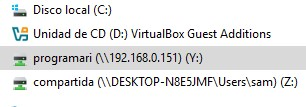 Disco local (C:)
Unidad de CD (D:) VirtualBox Guest Additions
programari (\\192.168.0.151) (Y:)
compartida (\\DESKTOP-N8E5JMF\Users\sam) (Z:)